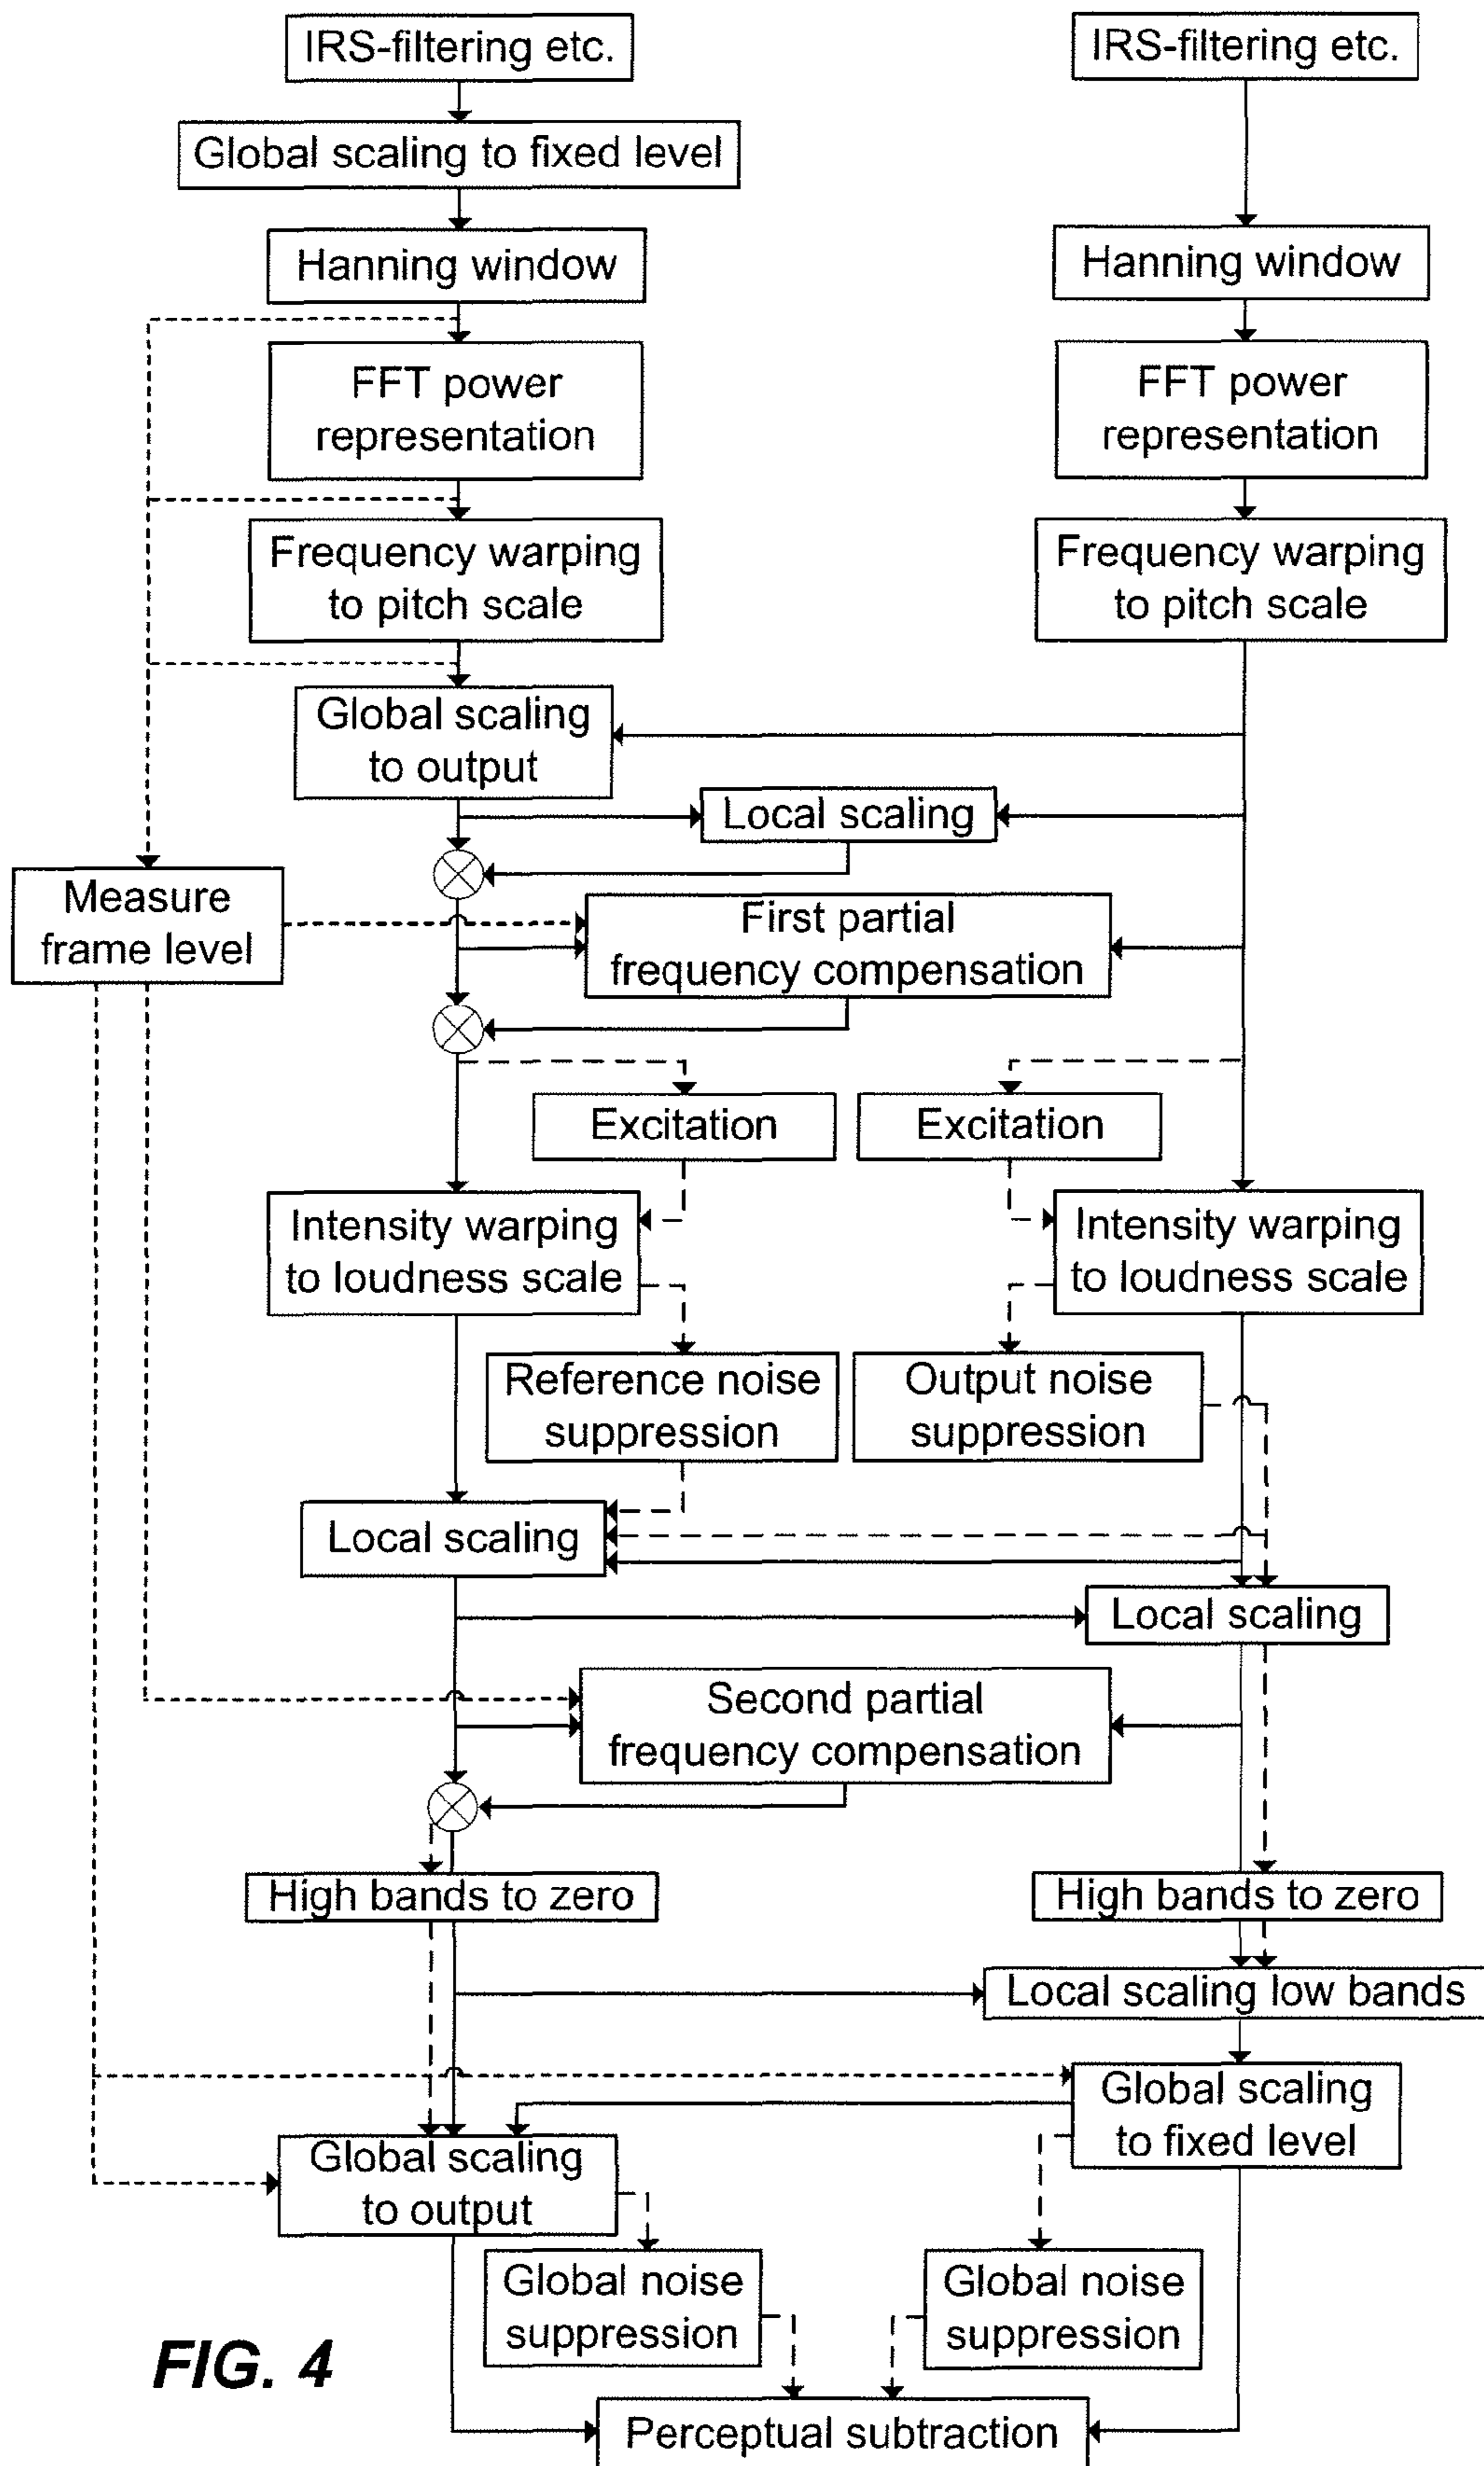 IRS-filtering etc.
IRS-filtering etc.
Global scaling to fixed level
Hanning window
Hanning window
FFT power
representation
FFT power
representation
Frequency warping
to pitch scale
Frequency warping
to pitch scale
Global scaling
to output
Local scaling
Measure
frame level
First partial
frequency compensation
Excitation
Excitation
Intensity warping
to loudness scale
Intensity warping
to loudness scale
Reference noise
suppression
Output noise
suppression
Local scaling
Local scaling
Second partial
frequency compensation
High bands to zero
High bands to zero
Local scaling low bands
Global scaling
to fixed level
Global scaling
to output
Global noise
suppression
Global noise
suppression
FIG. 4
Perceptual subtraction